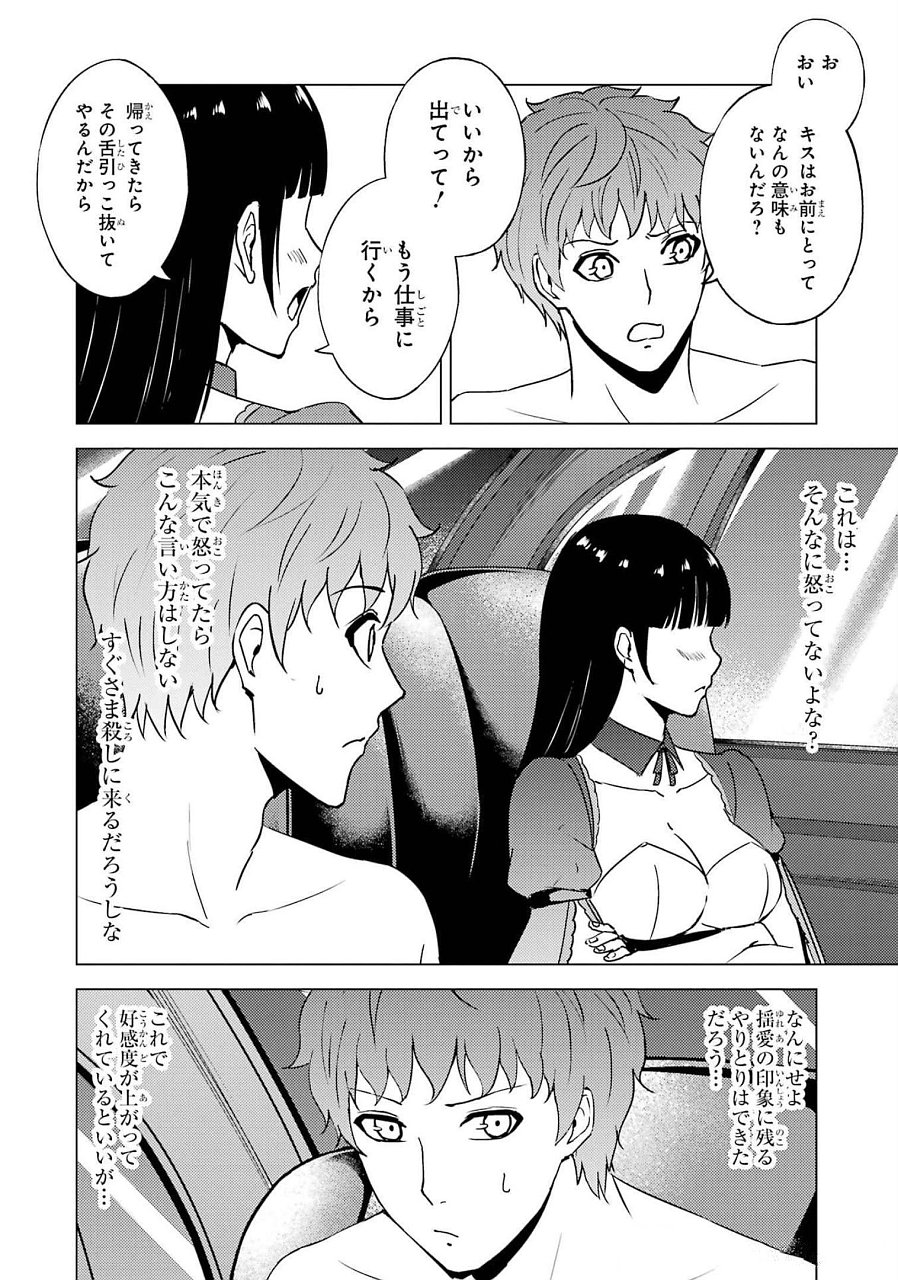 お
おい
キスはお前にとって
なんの意味も
ないんだろ?
いいから
出てって!
もう仕事に
行くから
帰ってきたら
その舌引っこ抜いて
やるんだから
これは…
そんなに怒ってないよな?
本気で怒ってたら
こんな言い方はしない
すぐさま殺しに来るだろうしな
なんにせよ
揺愛の印象に残る
やりとりはできた
だろう…
これで
好感度が上がって
くれているといいが…